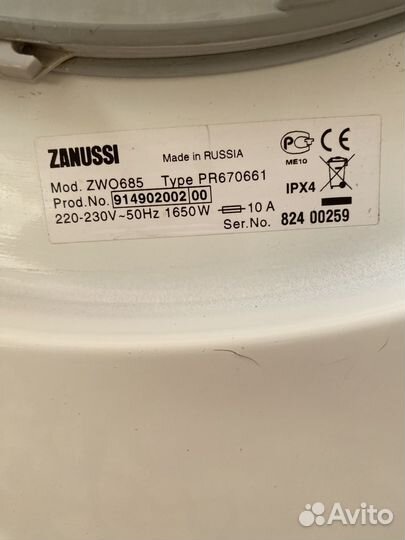 ZANUSSI Made in RUSSIA
Mod. ZWO685 Type PR670661
Prod.No. 914902002 00
220-230V~50Hz 1650W 10 A
PC CE
ME10
IPX4
Ser.No. 824 00259
Avito